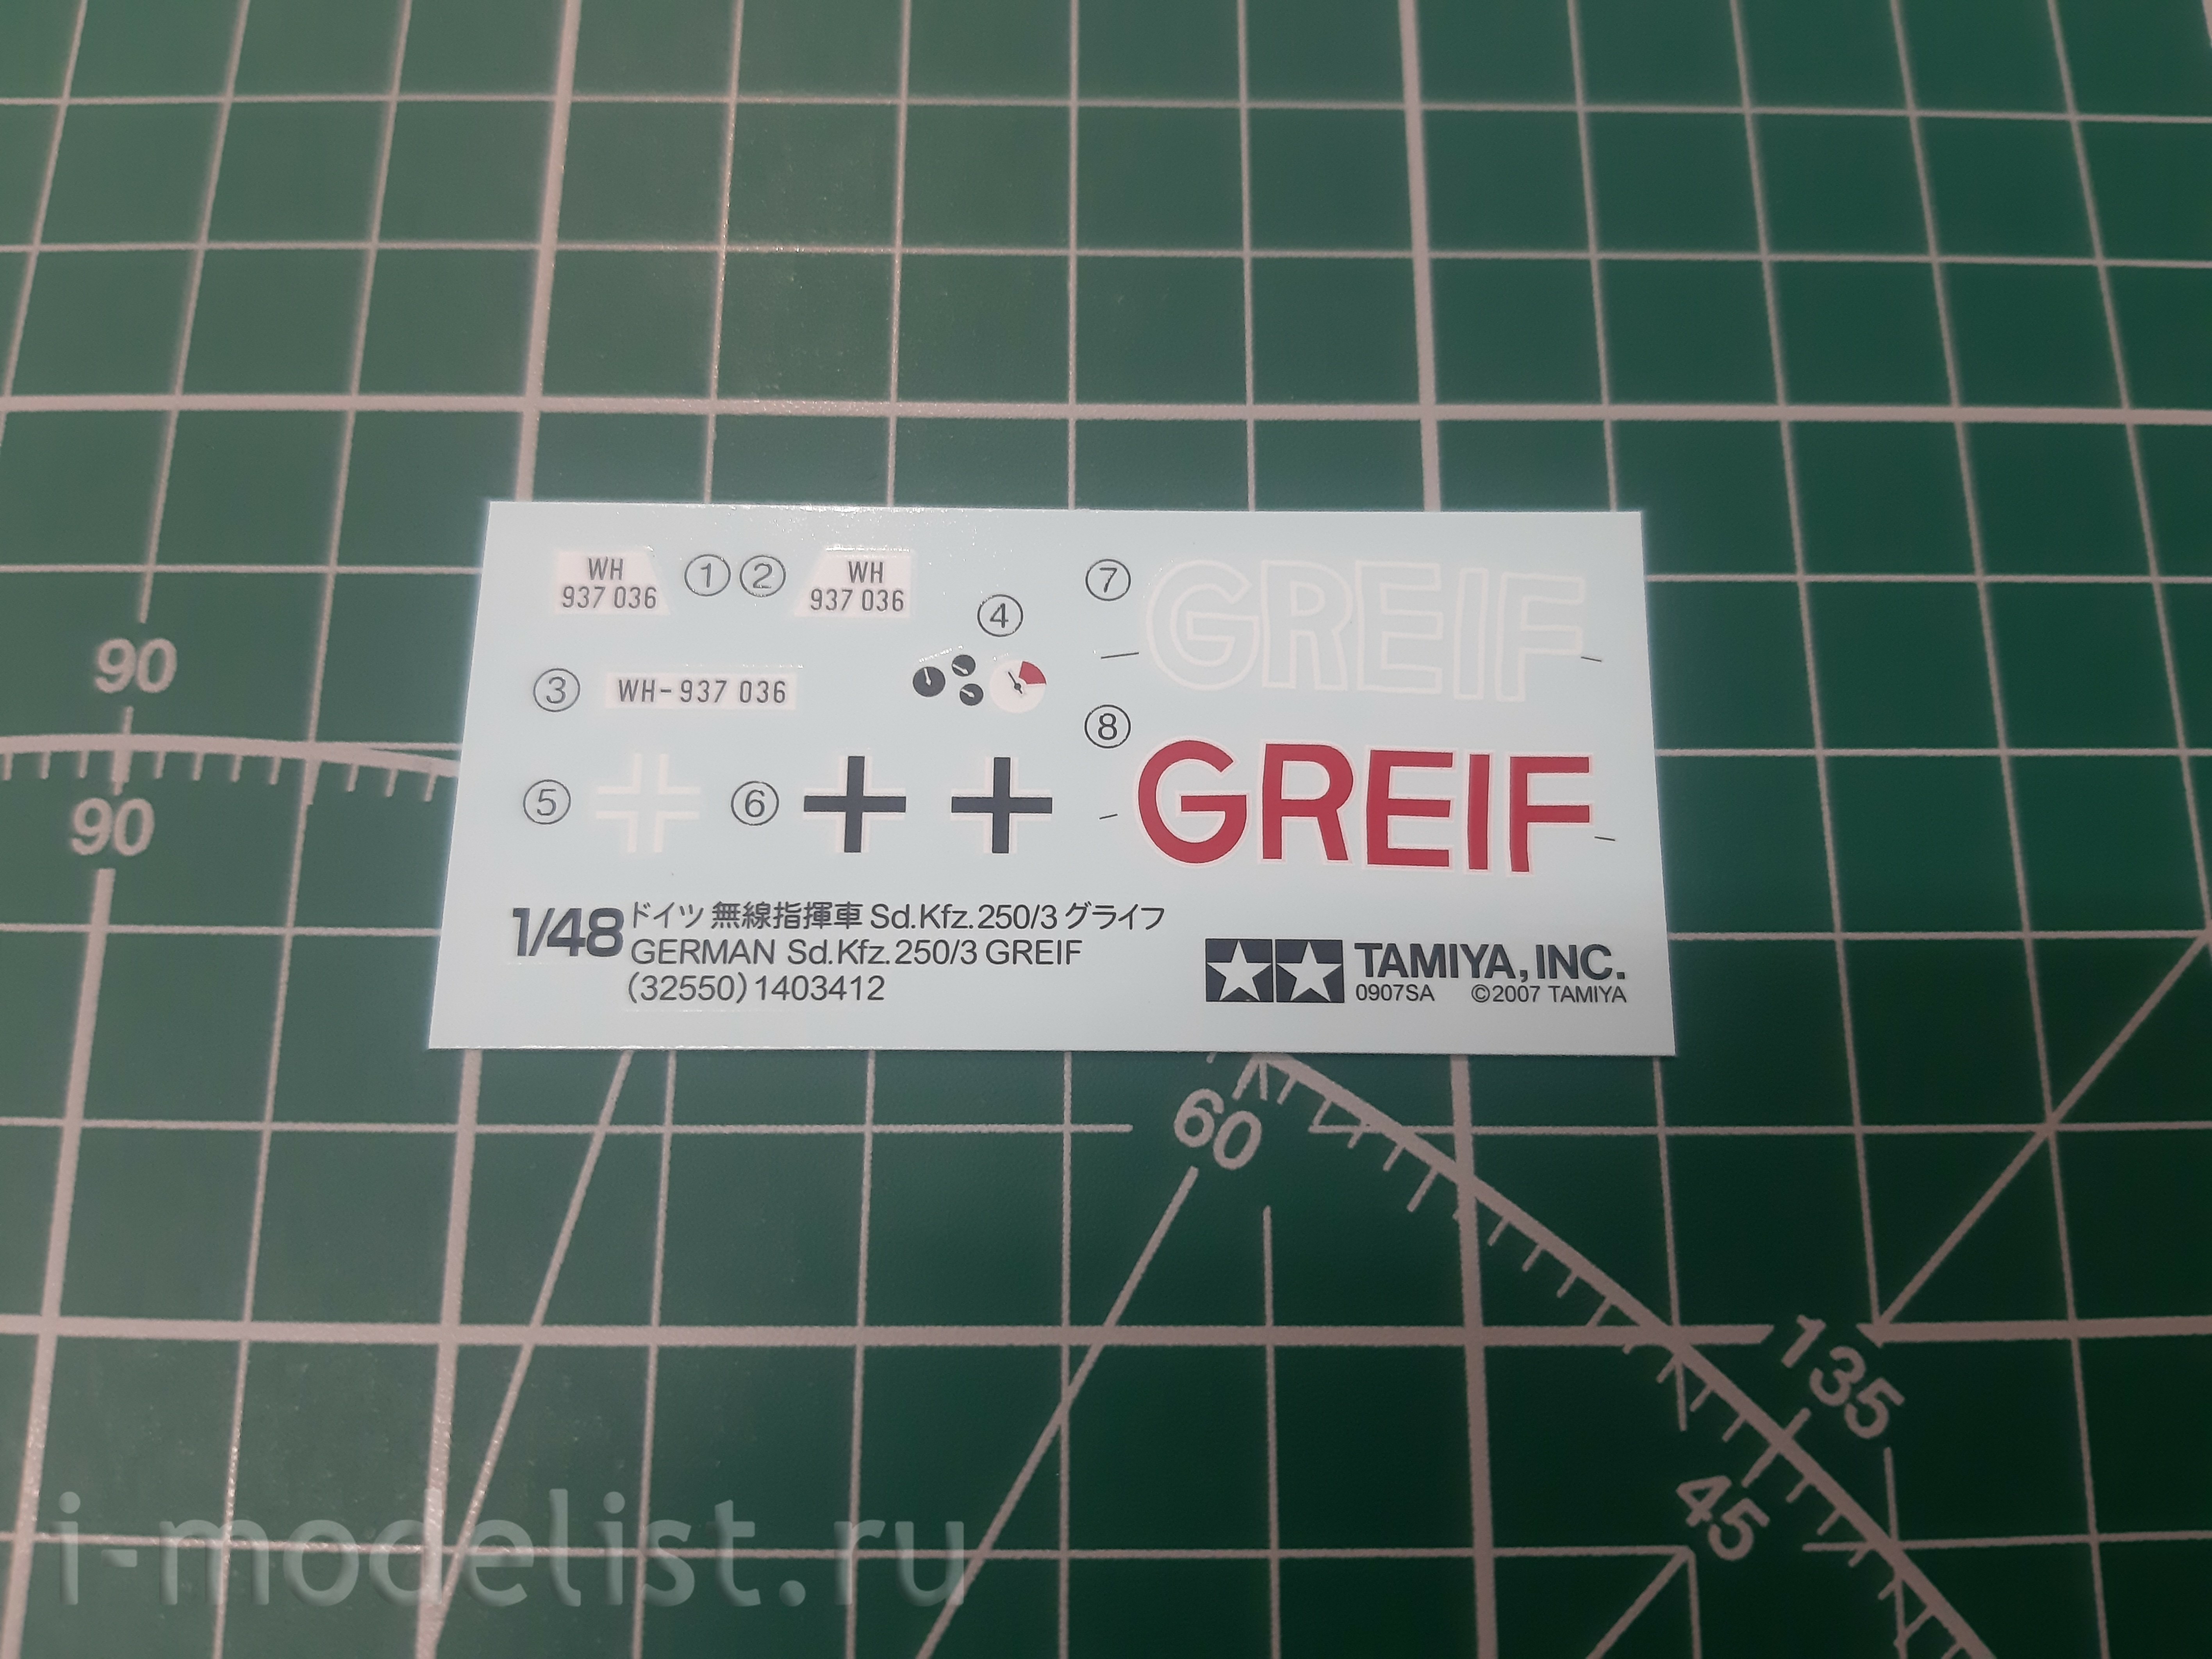 WH
937 036
① ②
WH
937 036
④
⑦
GREIF
③
WH-937 036
⑧
GREIF
⑤
⑥
1/48
ドイツ 無線指揮車 Sd.Kfz.250/3 グライフ
GERMAN Sd.Kfz.250/3 GREIF
(32550)1403412
TAMIYA, INC.
0907SA ©2007 TAMIYA
90
90
60
135
45
i-modelist.ru